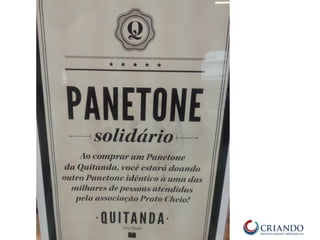 Q
PANETONE
solidário
Ao comprar um Panetone
da Quitanda, você estará doando
outro Panetone idêntico à uma das
milhares de pessoas atendidas
pela associação Prato Cheio!
· QUITANDA ·
CRIANDO